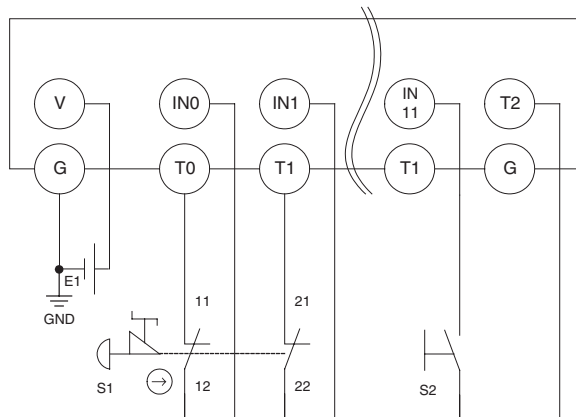 V IN0 IN1 IN 11 T2
G T0 T1 T1 G
E1
GND
11 21
S1 12 22 S2